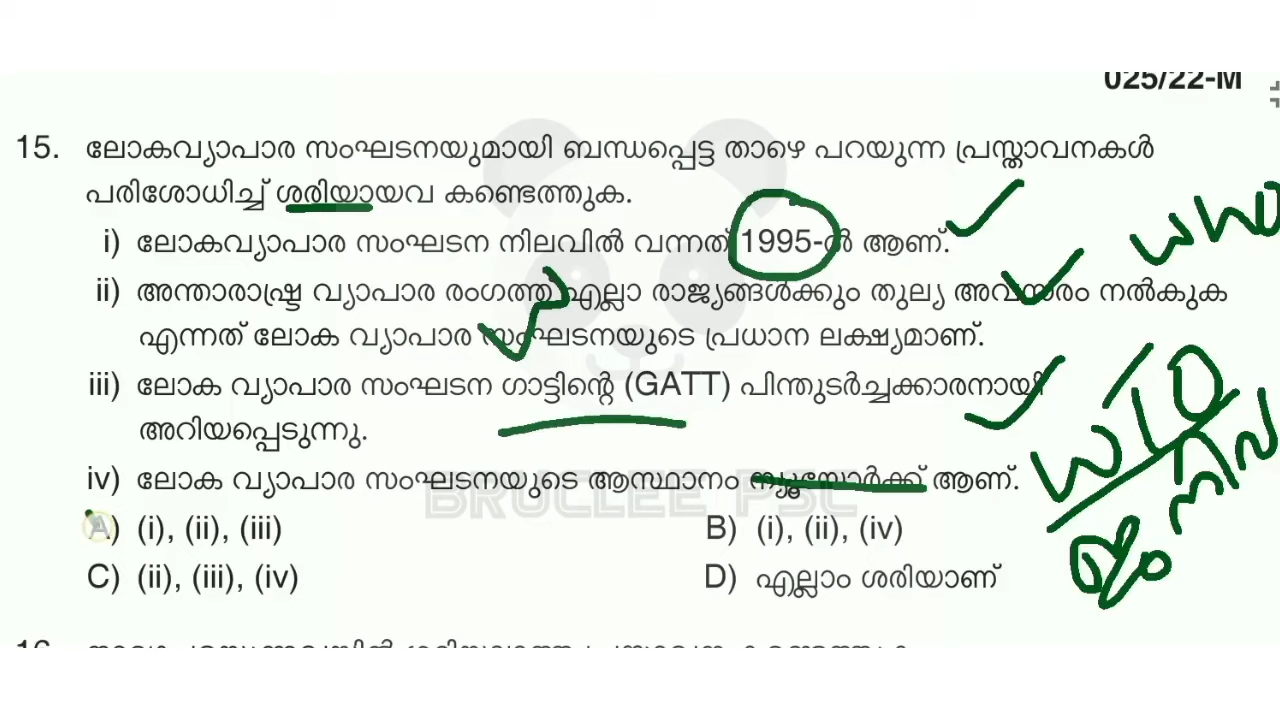 025/22-M
15. ലോകവ്യാപാര സംഘടനയുമായി ബന്ധപ്പെട്ട താഴെ പറയുന്ന പ്രസ്താവനകൾ
പരിശോധിച്ച് ശരിയായവ കണ്ടെത്തുക.
i) ലോകവ്യാപാര സംഘടന നിലവിൽ വന്നത് 1995-ൽ ആണ്.
WHO
ii) അന്താരാഷ്ട്ര വ്യാപാര രംഗത്ത് എല്ലാ രാജ്യങ്ങൾക്കും തുല്യ അവസരം നൽകുക
എന്നത് ലോക വ്യാപാര സംഘടനയുടെ പ്രധാന ലക്ഷ്യമാണ്.
iii) ലോക വ്യാപാര സംഘടന ഗാട്ടിന്റെ (GATT) പിന്തുടർച്ചക്കാരനായി
അറിയപ്പെടുന്നു.
WTO
iv) ലോക വ്യാപാര സംഘടനയുടെ ആസ്ഥാനം ന്യൂയോർക്ക് ആണ്.
BRUCLEE PSC
A) (i), (ii), (iii) B) (i), (ii), (iv)
C) (ii), (iii), (iv) D) എല്ലാം ശരിയാണ്